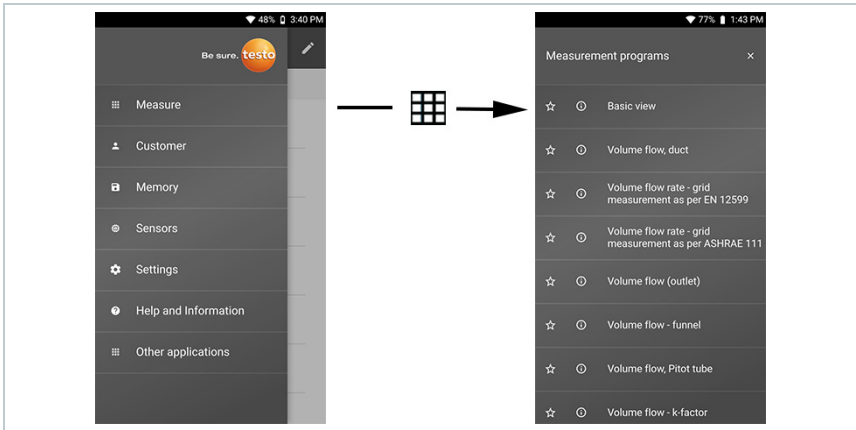 48% 3:40 PM
Be sure. testo
Measure
Customer
Memory
Sensors
Settings
Help and Information
Other applications
77% 1:43 PM
Measurement programs ×
Basic view
Volume flow, duct
Volume flow rate - grid
measurement as per EN 12599
Volume flow rate - grid
measurement as per ASHRAE 111
Volume flow (outlet)
Volume flow - funnel
Volume flow, Pitot tube
Volume flow - k-factor